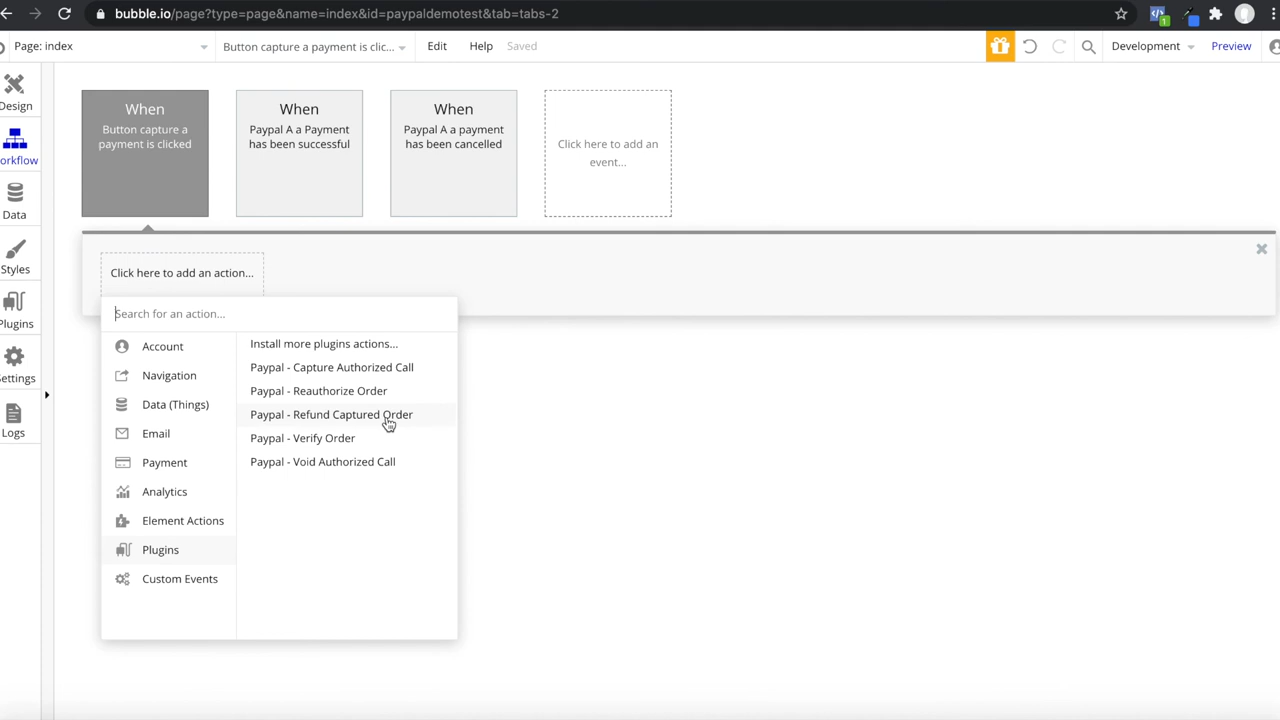 bubble.io/page?type=page&name=index&id=paypaldemotest&tab=tabs-2
1
Page: index
Button capture a payment is clic...
Edit
Help
Saved
Development
Preview
Design
orkflow
Data
Styles
Plugins
Settings
Logs
When
Button capture a
payment is clicked
When
Paypal A a Payment
has been successful
When
Paypal A a payment
has been cancelled
Click here to add an
event...
Click here to add an action...
Search for an action...
Account
Navigation
Data (Things)
Email
Payment
Analytics
Element Actions
Plugins
Custom Events
Install more plugins actions...
Paypal - Capture Authorized Call
Paypal - Reauthorize Order
Paypal - Refund Captured Order
Paypal - Verify Order
Paypal - Void Authorized Call